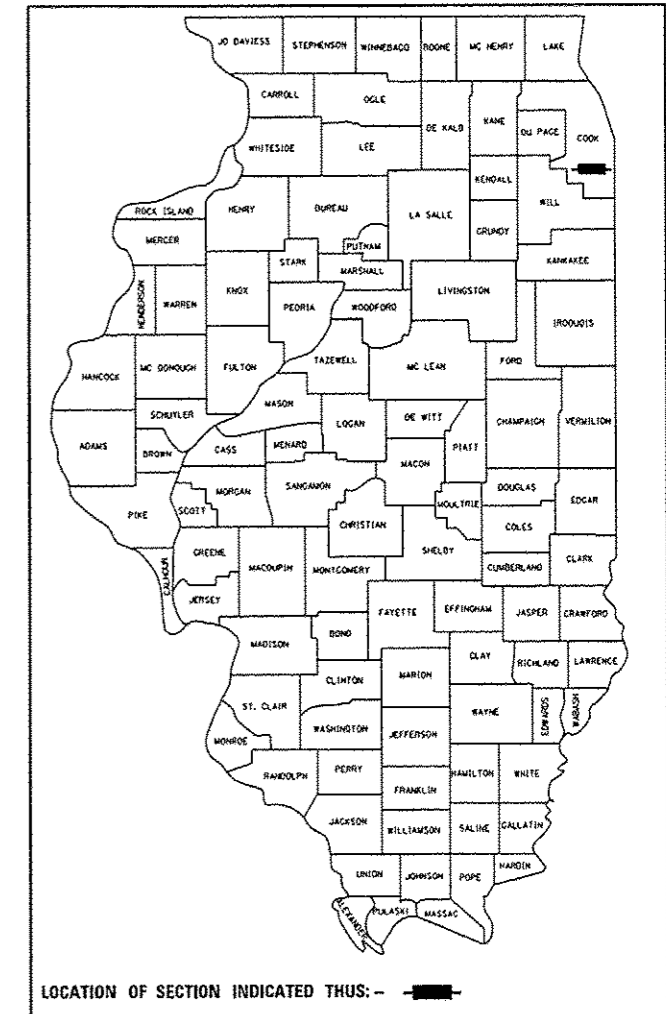 JO DAVIESS STEPHENSON WINNEBAGO BOONE MC HENRY LAKE
CARROLL OGLE DE KALB KANE DU PAGE COOK
WHITESIDE LEE KENDALL WILL
ROCK ISLAND HENRY BUREAU LA SALLE GRUNDY
MERCER PUTNAM KANKAKEE
STARK MARSHALL
HENDERSON WARREN KNOX PEORIA WOODFORD LIVINGSTON IROQUOIS
HANCOCK MC DONOUGH FULTON TAZEWELL MC LEAN FORD
SCHUYLER MASON LOGAN DE WITT CHAMPAIGN VERMILION
ADAMS BROWN CASS MENARD MACON PIATT
PIKE SCOTT MORGAN SANGAMON CHRISTIAN MOULTRIE DOUGLAS EDGAR
COLES
CALHOUN GREENE MACOUPIN MONTGOMERY SHELBY CUMBERLAND CLARK
JERSEY FAYETTE EFFINGHAM JASPER CRAWFORD
MADISON BOND CLAY RICHLAND LAWRENCE
CLINTON MARION
ST. CLAIR WASHINGTON WAYNE EDWARDS WABASH
MONROE JEFFERSON
RANDOLPH PERRY HAMILTON WHITE
FRANKLIN
JACKSON WILLIAMSON SALINE GALLATIN
UNION JOHNSON POPE HARDIN
ALEXANDER PULASKI MASSAC
LOCATION OF SECTION INDICATED THUS: -